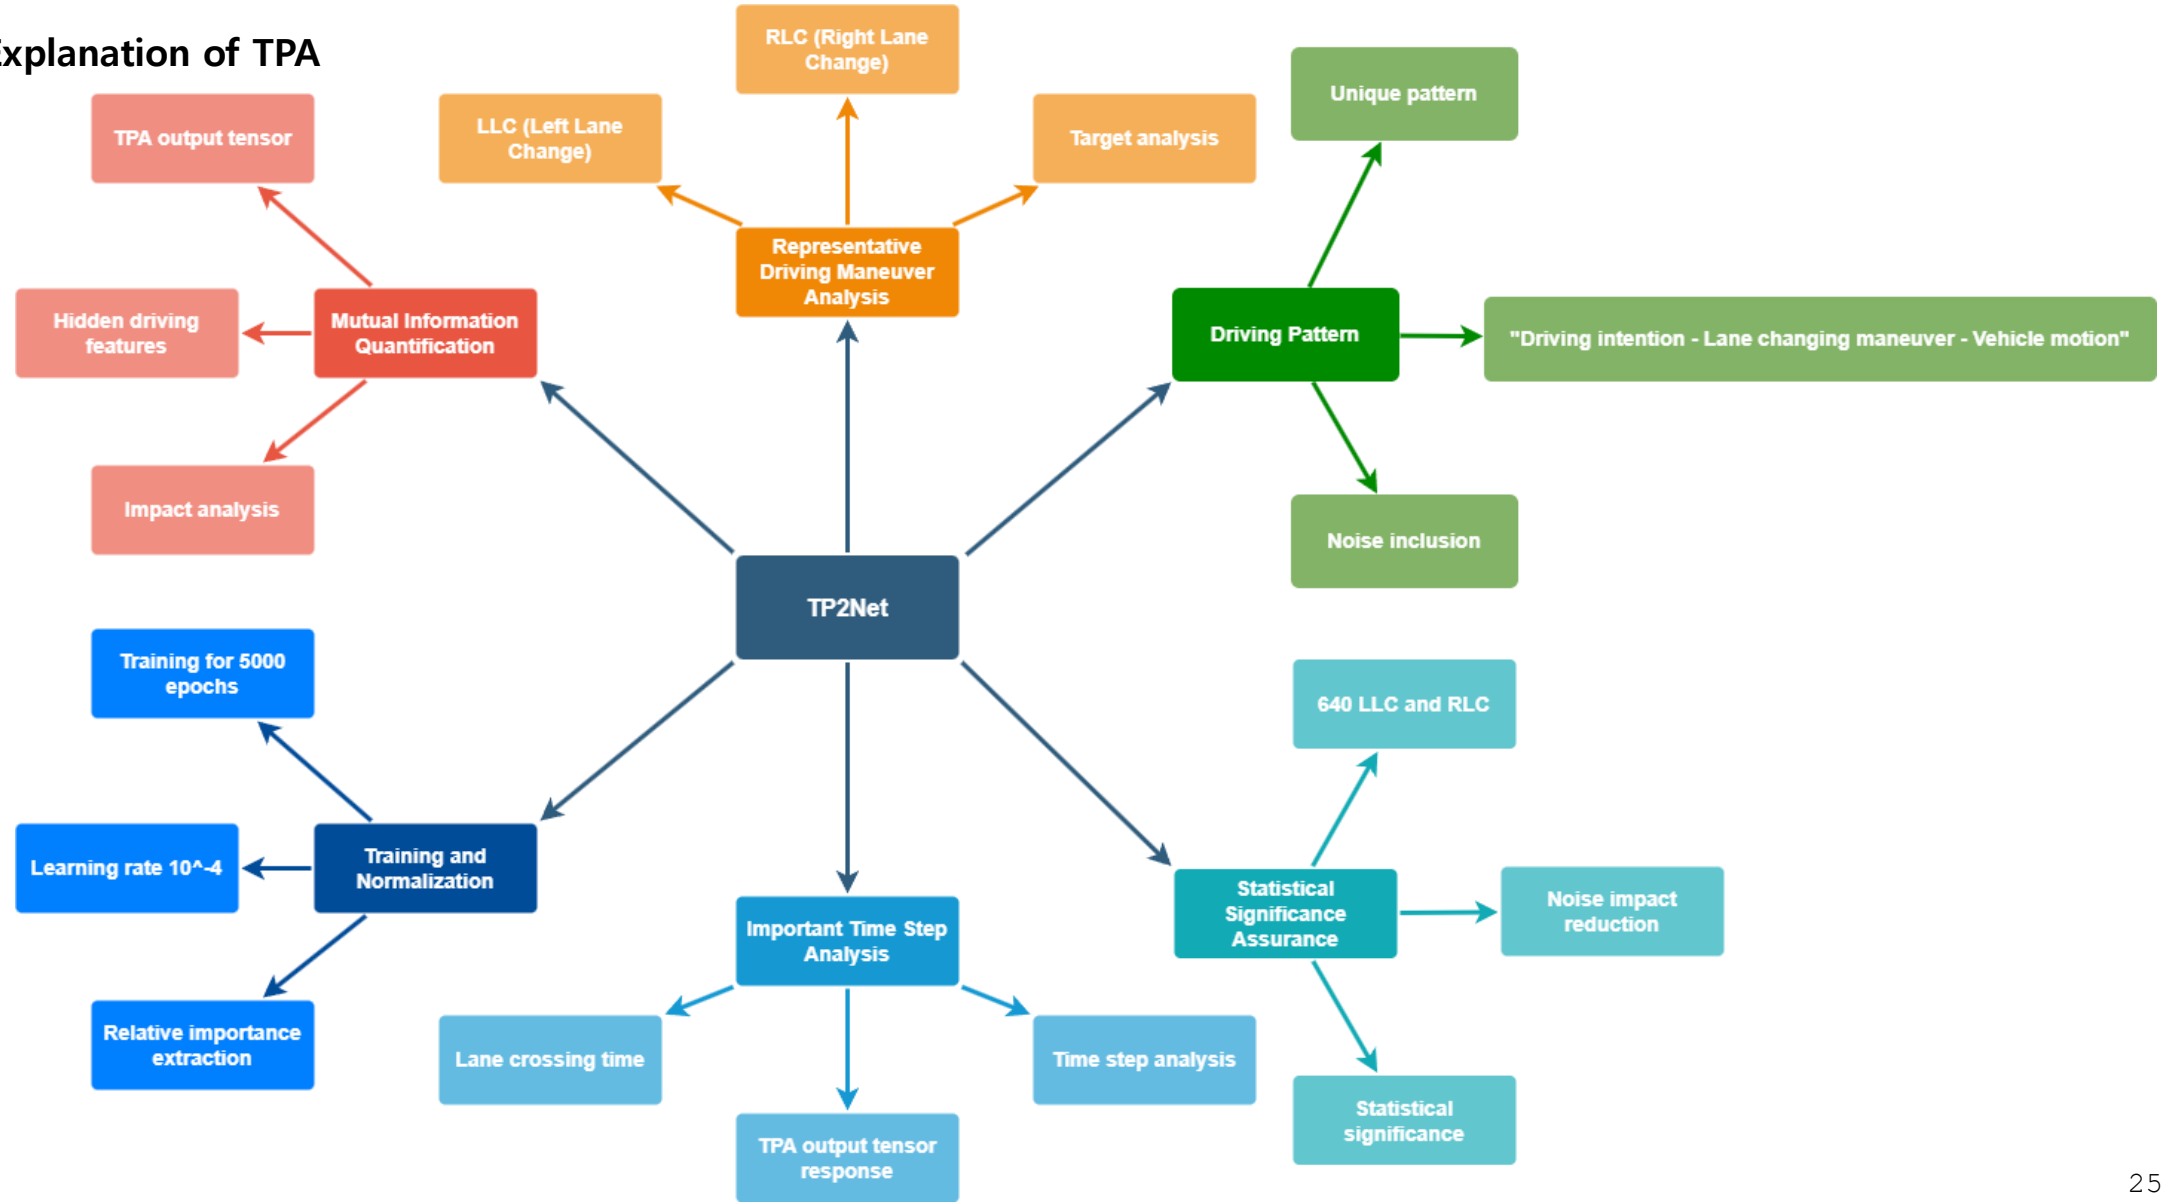 Explanation of TPA
RLC (Right Lane
Change)
LLC (Left Lane
Change)
Target analysis
Representative
Driving Maneuver
Analysis
TPA output tensor
Hidden driving
features
Mutual Information
Quantification
Impact analysis
Unique pattern
Driving Pattern
"Driving intention - Lane changing maneuver - Vehicle motion"
Noise inclusion
TP2Net
Training for 5000
epochs
Learning rate 10^-4
Training and
Normalization
Relative importance
extraction
Important Time Step
Analysis
Lane crossing time
Time step analysis
TPA output tensor
response
640 LLC and RLC
Statistical
Significance
Assurance
Noise impact
reduction
Statistical
significance
25